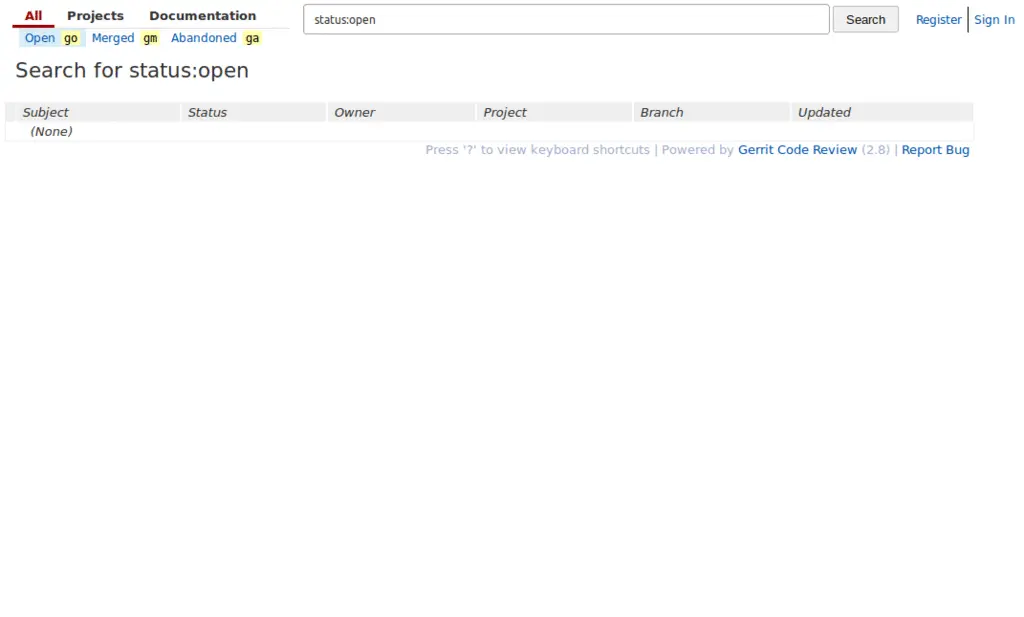 All Projects Documentation status:open Search Register Sign In
Open go Merged gm Abandoned ga
Search for status:open
Subject Status Owner Project Branch Updated
(None)
Press '?' to view keyboard shortcuts | Powered by Gerrit Code Review (2.8) | Report Bug